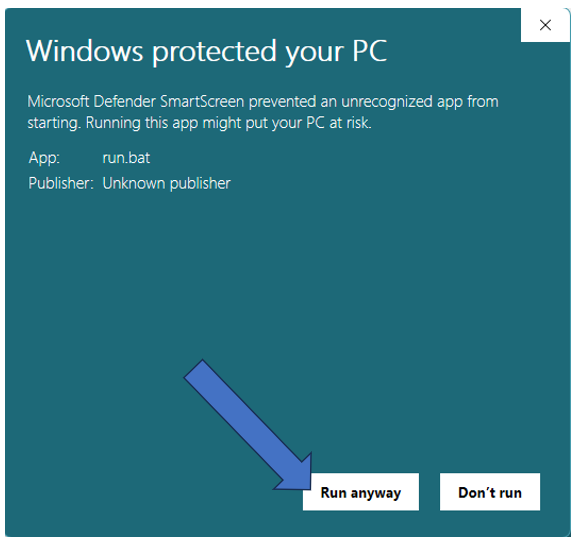 Windows protected your PC
Microsoft Defender SmartScreen prevented an unrecognized app from
starting. Running this app might put your PC at risk.
App: run.bat
Publisher: Unknown publisher
Run anyway Don’t run